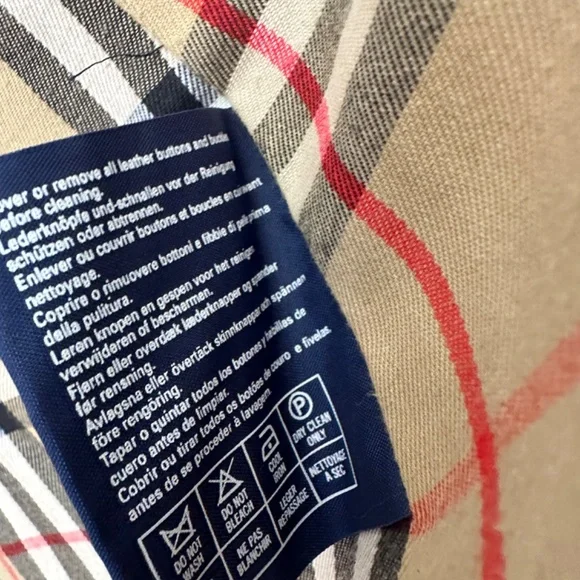 over or remove all leather buttons and buckles
before cleaning.
Lederknöpfe und-schnallen vor der Reinigung
schützen oder abtrennen.
Enlever ou couvrir boutons et boucles en cuir avant
nettoyage.
Coprire o rimuovere bottoni e fibbie di pelle prima
della pulitura.
Leren knopen en gespen voor het reinigen
verwijderen of beschermen.
Fjern eller overdæk læderknapper og spænder
før rensning.
Avlagena eller övertäck skinnknappar och spännen
före rengöring.
Tapar o quintar todos los botones y hebillas de
cuero antes de limpier.
Cobrir ou tirar todos os botões de couro e fivelas
antes de se proceder à lavagem.
DO NOT
WASH
DO NOT
BLEACH
COOL
IRON
P
DRY CLEAN
ONLY
NE PAS
BLANCHIR
LEGER
REPASSAGE
NETTOYAGE
A SEC